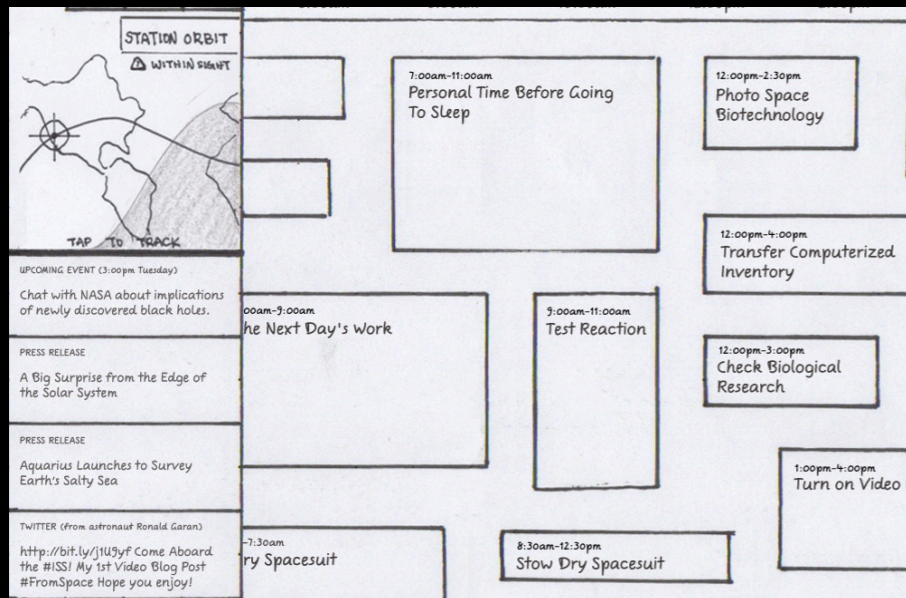 STATION ORBIT
WITHIN SIGHT
TAP TO TRACK
UPCOMING EVENT (3:00pm Tuesday)
Chat with NASA about implications
of newly discovered black holes.
PRESS RELEASE
A Big Surprise from the Edge of
the Solar System
PRESS RELEASE
Aquarius Launches to Survey
Earth's Salty Sea
TWITTER (from astronaut Ronald Garan)
http://bit.ly/j1U9yf Come Aboard
the #ISS! My 1st Video Blog Post
#FromSpace Hope you enjoy!
7:00am-11:00am
Personal Time Before Going
To Sleep
12:00pm-2:30pm
Photo Space
Biotechnology
12:00pm-4:00pm
Transfer Computerized
Inventory
00am-9:00am
he Next Day's Work
9:00am-11:00am
Test Reaction
12:00pm-3:00pm
Check Biological
Research
1:00pm-4:00pm
Turn on Video
-7:30am
ry Spacesuit
8:30am-12:30pm
Stow Dry Spacesuit